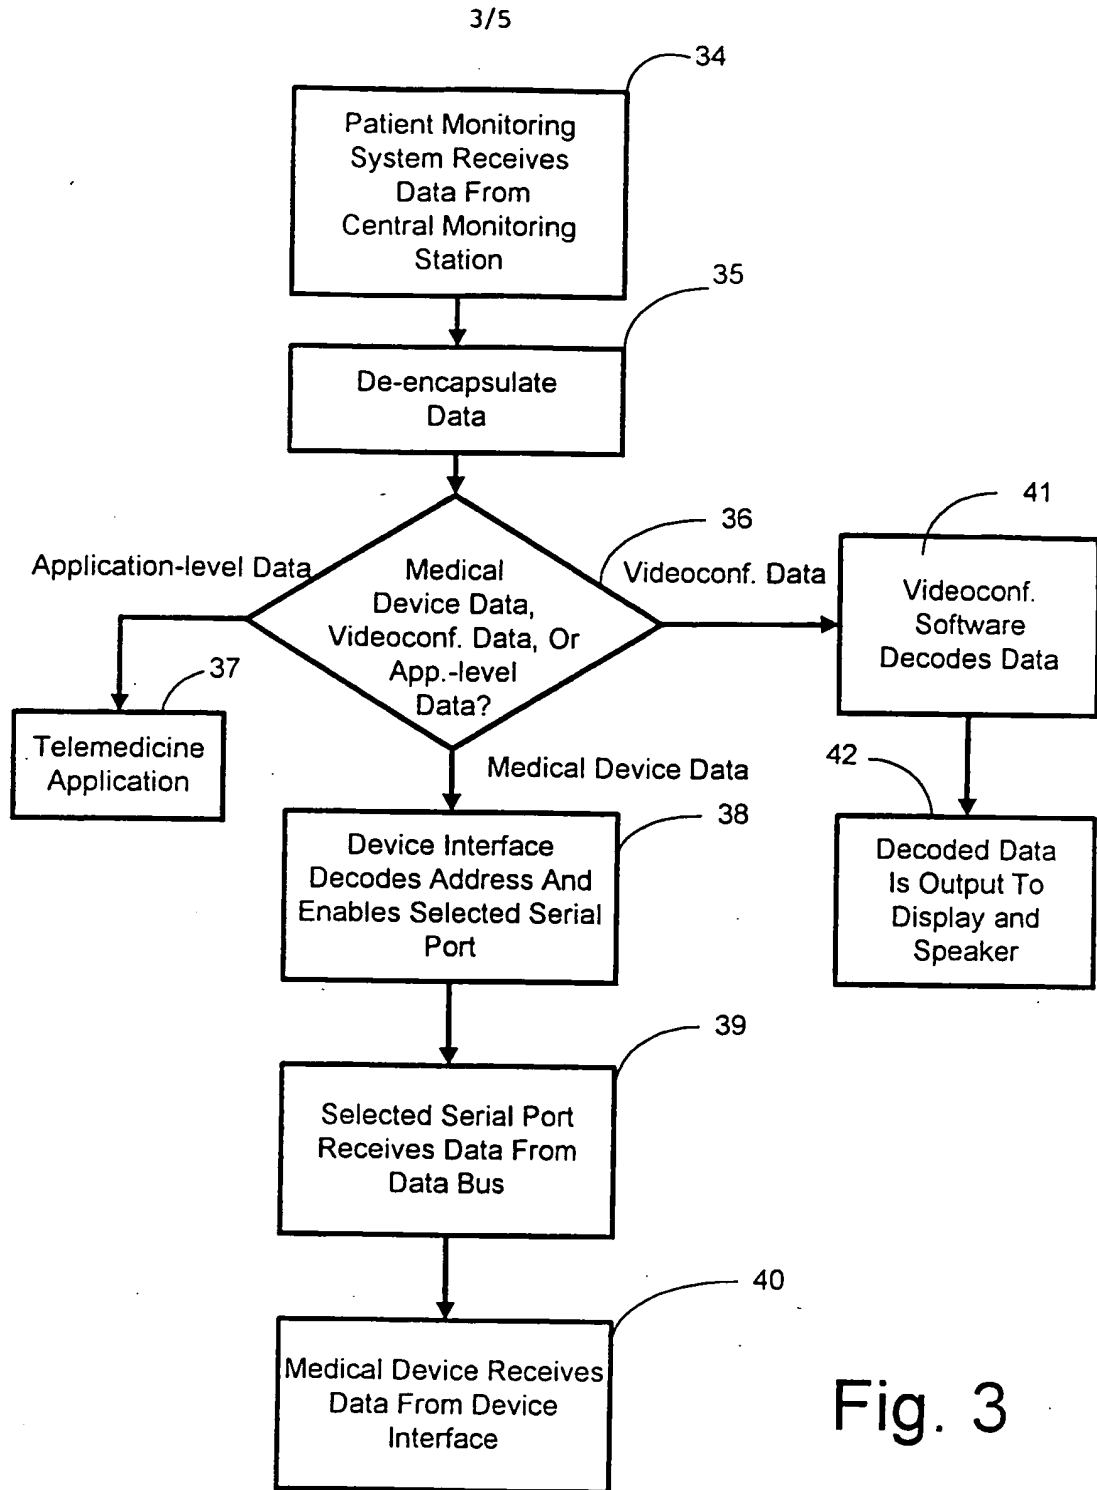 3/5
34
Patient Monitoring
System Receives
Data From
Central Monitoring
Station
35
De-encapsulate
Data
36
Medical
Device Data,
Videoconf. Data, Or
App.-level
Data?
Application-level Data
37
Telemedicine
Application
Videoconf. Data
41
Videoconf.
Software
Decodes Data
42
Decoded Data
Is Output To
Display and
Speaker
Medical Device Data
38
Device Interface
Decodes Address And
Enables Selected Serial
Port
39
Selected Serial Port
Receives Data From
Data Bus
40
Medical Device Receives
Data From Device
Interface
Fig. 3